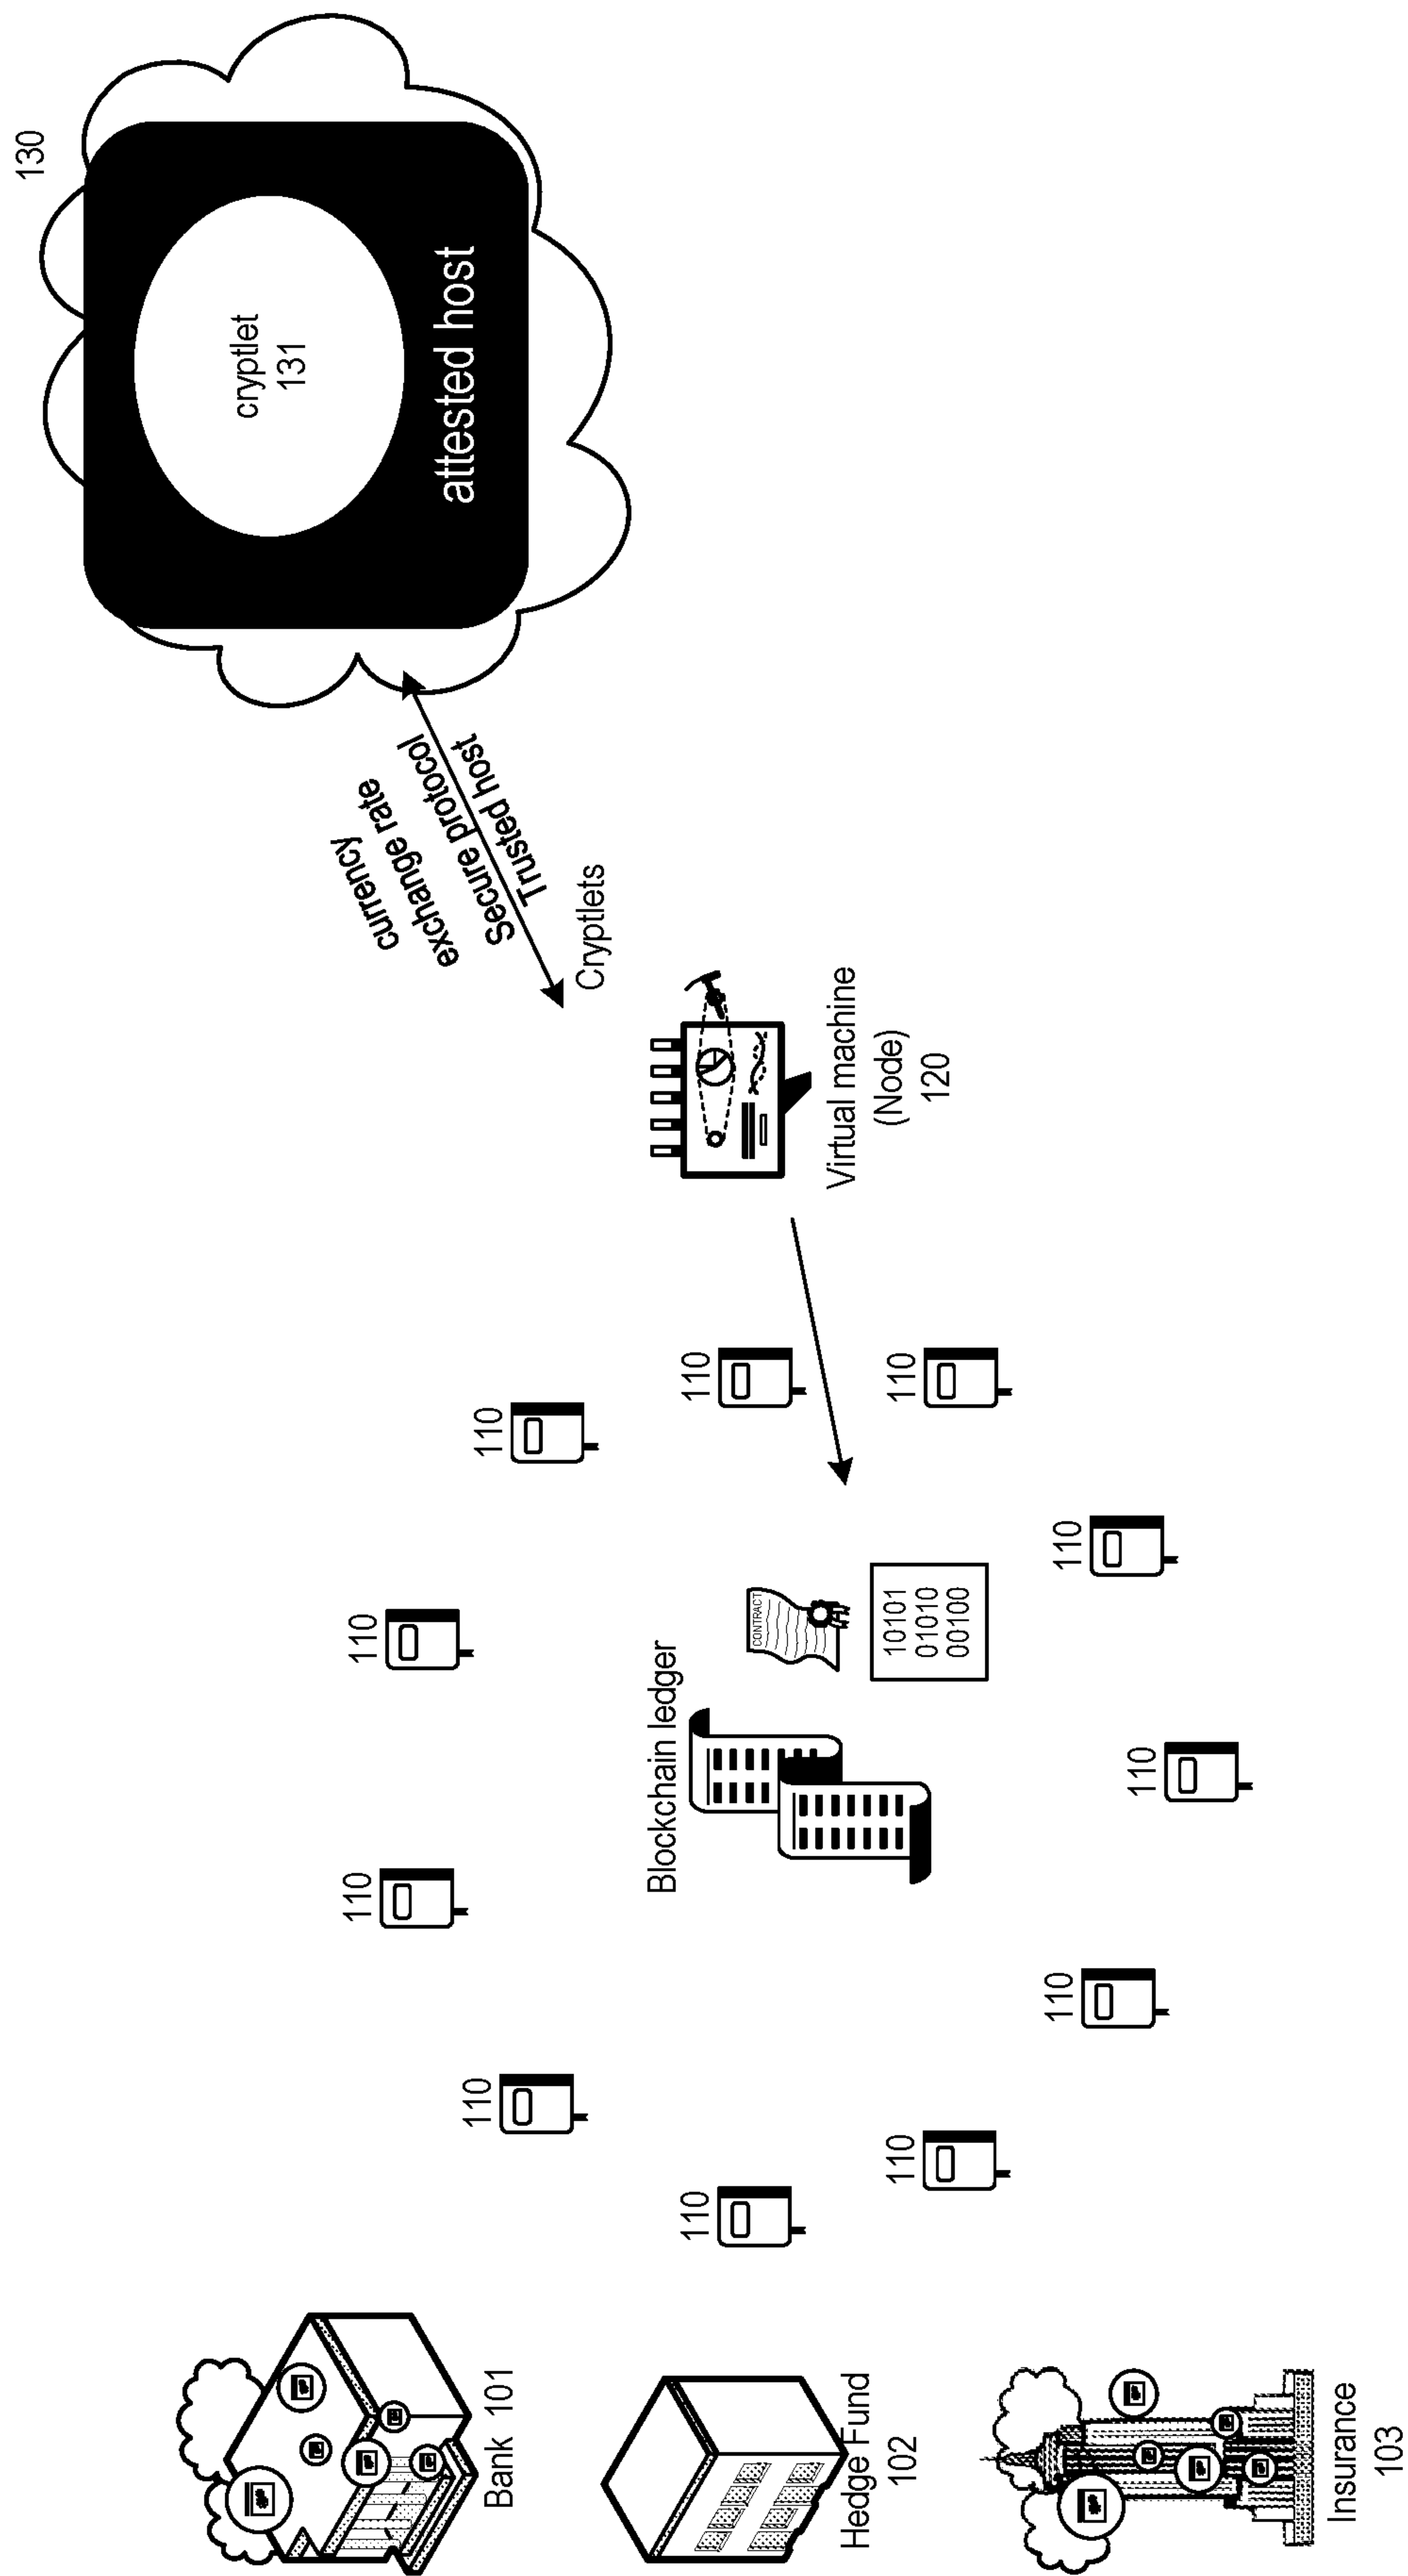 130
cryptlet
131
attested host
currency
exchange rate
Secure protocol
Trusted host
Cryptlets
110
110
110
110
Bank 101
Blockchain ledger
110
110
CONTRACT
10101
01010
00100
Virtual machine
(Node)
120
Hedge Fund
102
110
110
110
110
110
Insurance
103